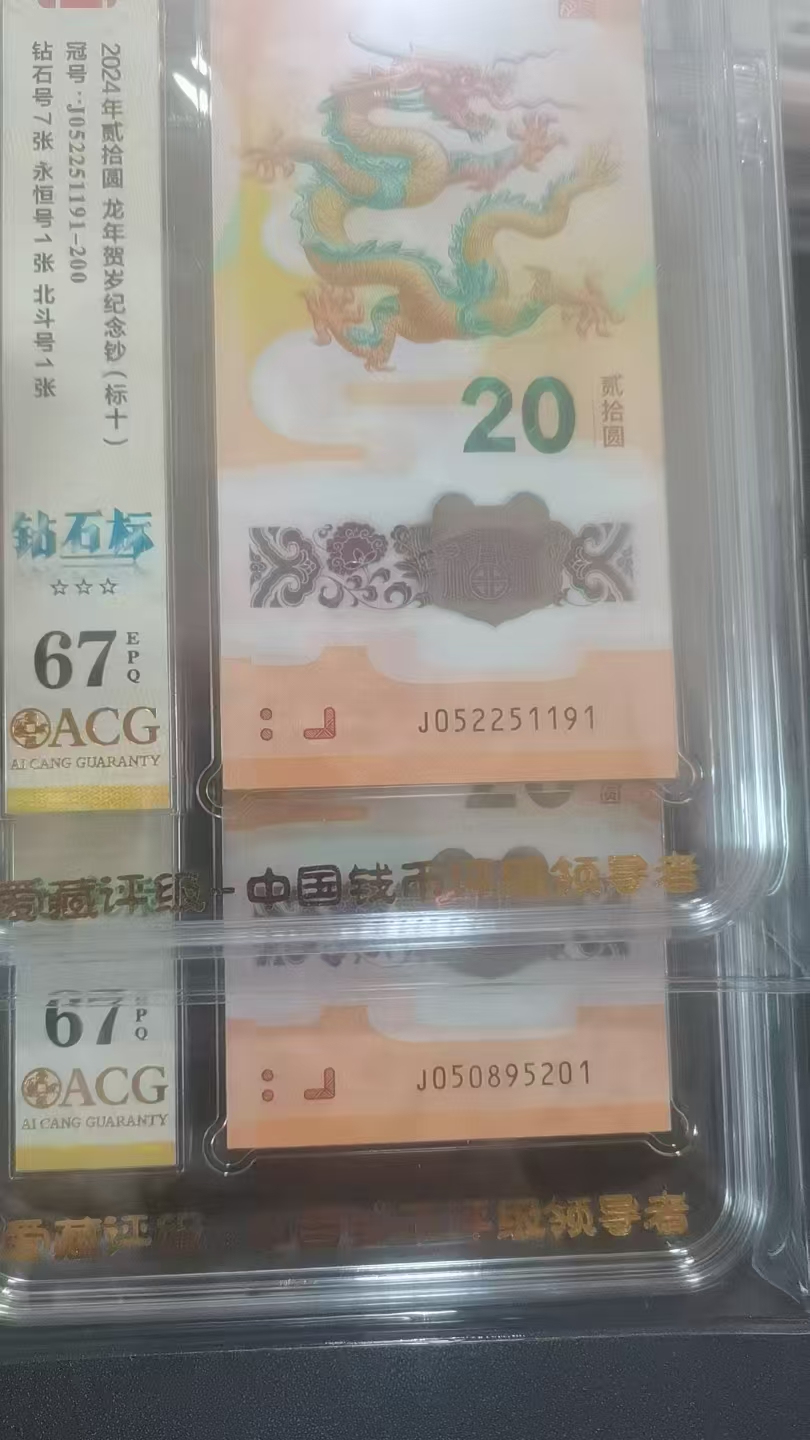 2024年贰拾圆 龙年贺岁纪念钞(标十)
冠号:J052251191-200
钻石号7张 永恒号1张 北斗号1张
钻石标
☆☆☆
67
EPQ
ACG
AI CANG GUARANTY
20
贰拾圆
J052251191
爱藏评级-中国钱币评级领导者
20
67
PQ
ACG
AI CANG GUARANTY
J050895201
爱藏评级
评级领导者